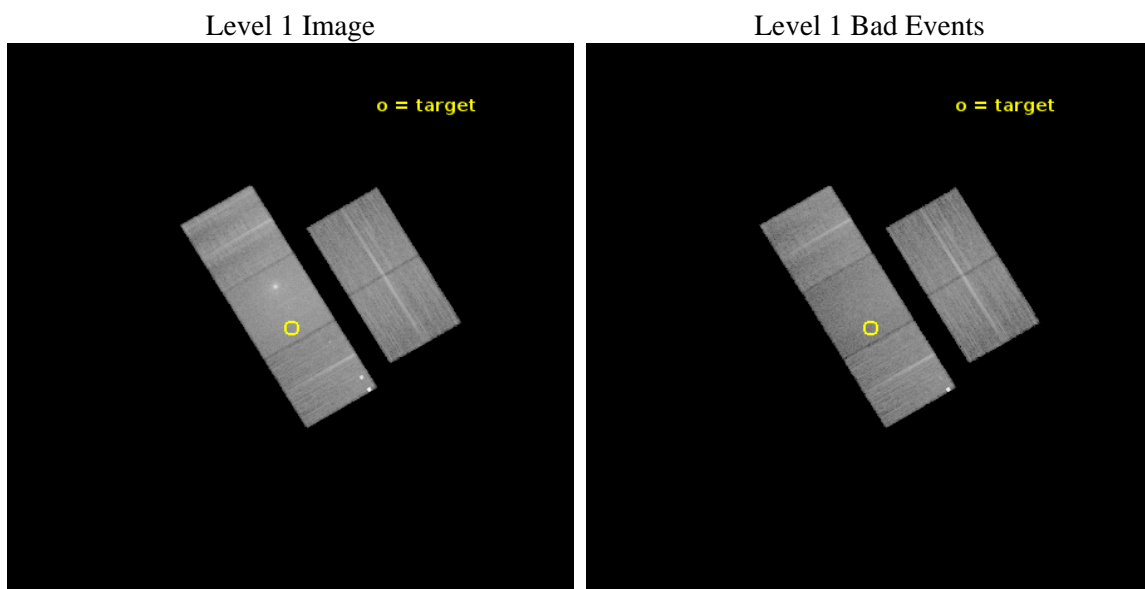 Level 1 Image
Level 1 Bad Events
o = target
o = target